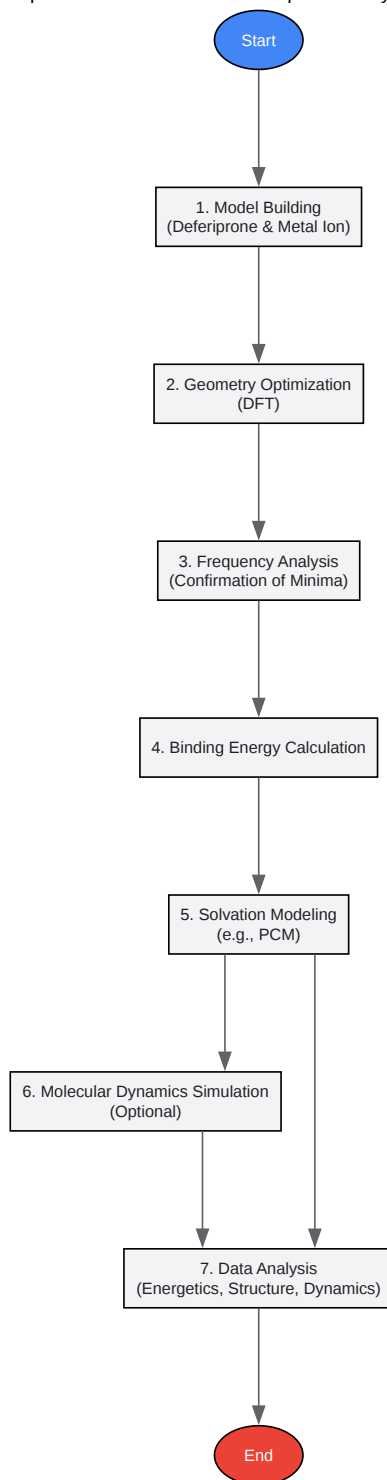 Start
1. Model Building
(Deferiprone & Metal Ion)
2. Geometry Optimization
(DFT)
3. Frequency Analysis
(Confirmation of Minima)
4. Binding Energy Calculation
5. Solvation Modeling
(e.g., PCM)
6. Molecular Dynamics Simulation
(Optional)
7. Data Analysis
(Energetics, Structure, Dynamics)
End